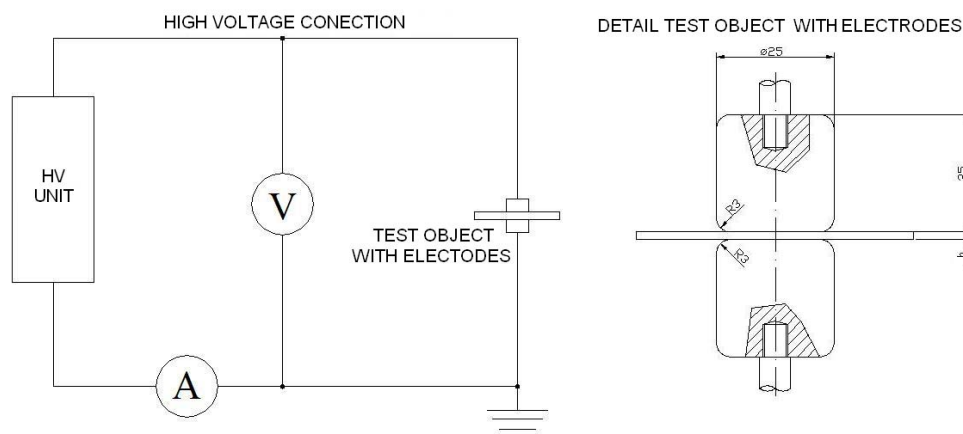 HIGH VOLTAGE CONECTION
HV
UNIT
V
TEST OBJECT
WITH ELECTODES
A
DETAIL TEST OBJECT WITH ELECTRODES
ø25
R3
R3